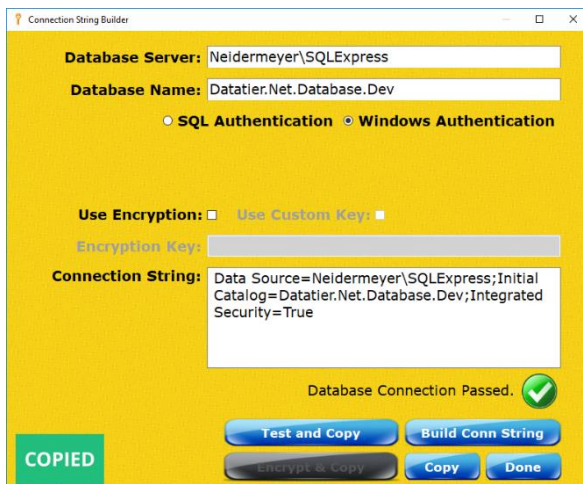 Connection String Builder
Database Server: Neidermeyer\SQLExpress
Database Name: Datatier.Net.Database.Dev
SQL Authentication Windows Authentication
Use Encryption: Use Custom Key:
Encryption Key:
Connection String: Data Source=Neidermeyer\SQLExpress;Initial
Catalog=Datatier.Net.Database.Dev;Integrated
Security=True
Database Connection Passed.
Test and Copy Build Conn String
COPIED Encrypt & Copy Copy Done